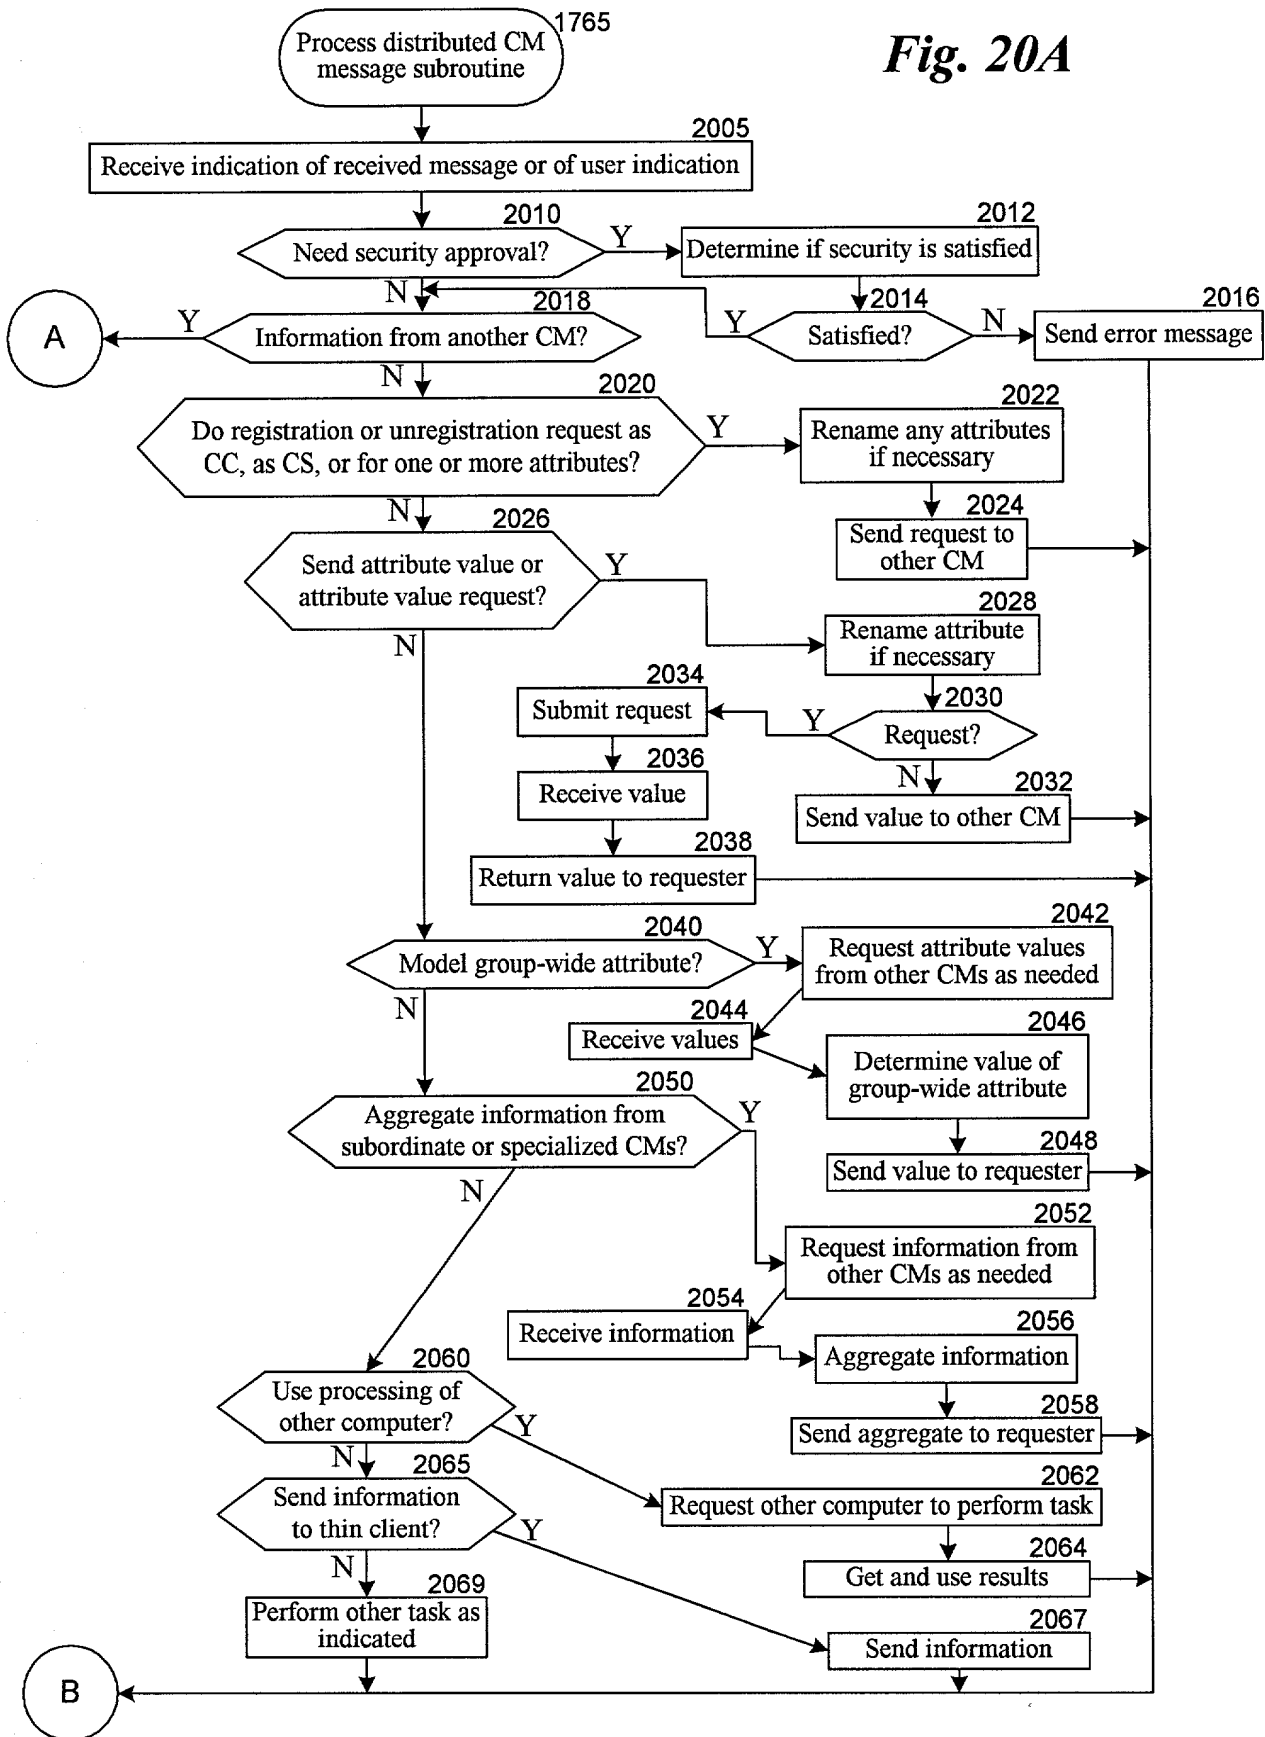 1765
Process distributed CM
message subroutine
Fig. 20A
2005
Receive indication of received message or of user indication
2010
Need security approval?
Y
2012
Determine if security is satisfied
N
2018
Information from another CM?
Y
A
2014
Satisfied?
Y
N
2016
Send error message
N
2020
Do registration or unregistration request as
CC, as CS, or for one or more attributes?
Y
2022
Rename any attributes
if necessary
2024
Send request to
other CM
N
2026
Send attribute value or
attribute value request?
Y
2028
Rename attribute
if necessary
N
2030
Request?
Y
2034
Submit request
2036
Receive value
N
2032
Send value to other CM
2038
Return value to requester
2040
Model group-wide attribute?
Y
2042
Request attribute values
from other CMs as needed
N
2044
Receive values
2046
Determine value of
group-wide attribute
2048
Send value to requester
2050
Aggregate information from
subordinate or specialized CMs?
Y
N
2052
Request information from
other CMs as needed
2054
Receive information
2056
Aggregate information
2058
Send aggregate to requester
2060
Use processing of
other computer?
Y
N
2062
Request other computer to perform task
2064
Get and use results
2065
Send information
to thin client?
Y
N
2067
Send information
2069
Perform other task as
indicated
B